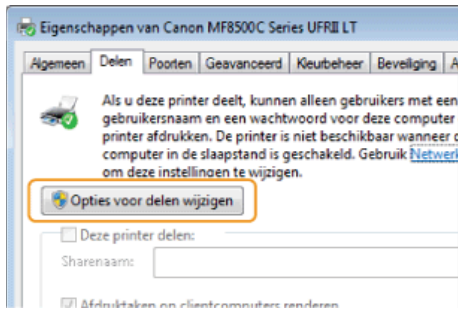 Eigenschappen van Canon MF8500C Series UFRII LT
Algemeen Delen Poorten Geavanceerd Kleurbeheer Beveiliging
Als u deze printer deelt, kunnen alleen gebruikers met een
gebruikersnaam en een wachtwoord voor deze computer
printer afdrukken. De printer is niet beschikbaar wanneer
computer in de slaapstand is geschakeld. Gebruik Netwerk
om deze instellingen te wijzigen.
Opties voor delen wijzigen
Deze printer delen:
Sharenaam:
Afdruktaken op clientcomputers renderen